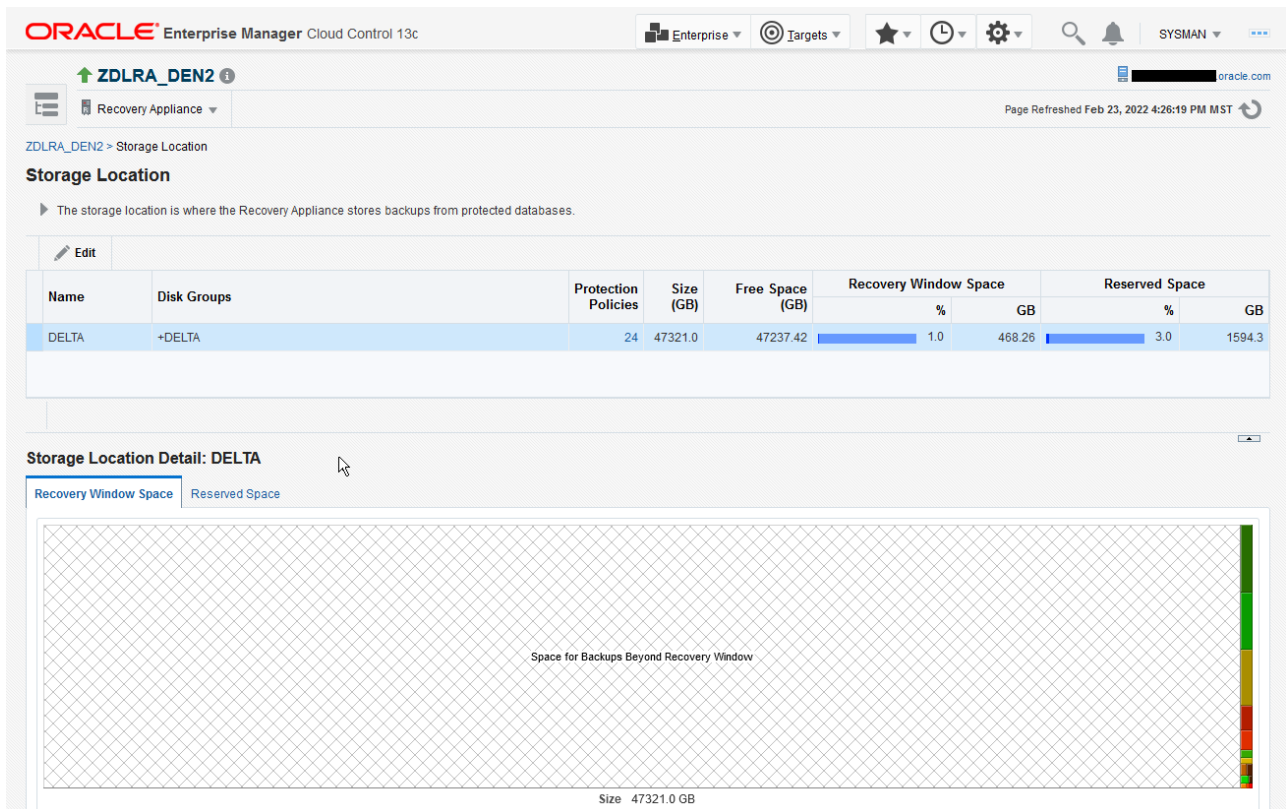 ORACLE Enterprise Manager Cloud Control 13c
Enterprise
Targets
SYSMAN
ZDLRA_DEN2
.oracle.com
Recovery Appliance
Page Refreshed Feb 23, 2022 4:26:19 PM MST
ZDLRA_DEN2 > Storage Location
Storage Location
The storage location is where the Recovery Appliance stores backups from protected databases.
Edit
Name Disk Groups Protection Policies Size (GB) Free Space (GB) Recovery Window Space Reserved Space
% GB % GB
DELTA +DELTA 24 47321.0 47237.42 1.0 468.26 3.0 1594.3
Storage Location Detail: DELTA
Recovery Window Space Reserved Space
Space for Backups Beyond Recovery Window
Size 47321.0 GB